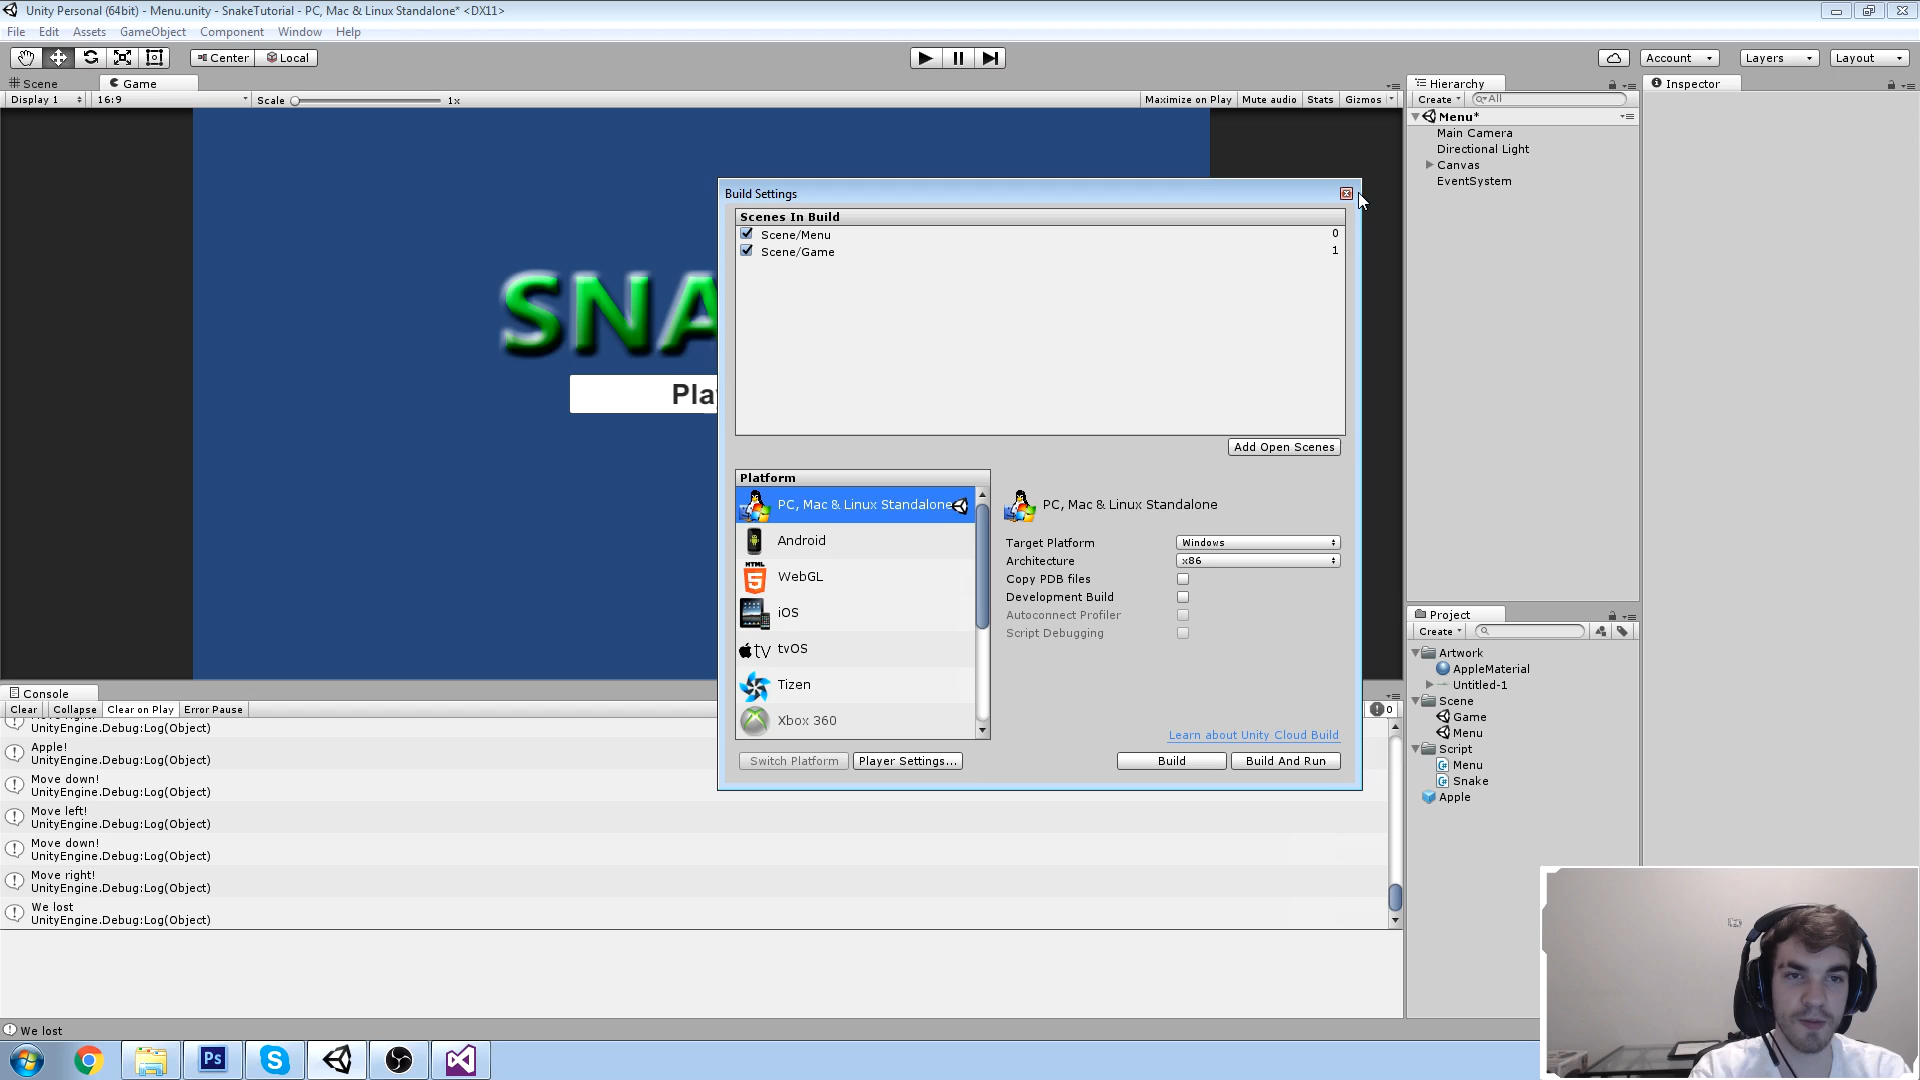 Unity Personal (64bit) - Menu.unity - SnakeTutorial - PC, Mac & Linux Standalone* <DX11>
File Edit Assets GameObject Component Window Help
Center Local
Account Layers Layout
Scene Game
Display 1 16:9 Scale 1x Maximize on Play Mute audio Stats Gizmos
Hierarchy
Create All
Menu*
Main Camera
Directional Light
Canvas
EventSystem
Inspector
SNA
Build Settings
Scenes In Build
Scene/Menu 0
Scene/Game 1
Add Open Scenes
Platform
PC, Mac & Linux Standalone
Android
HTML
5
WebGL
iOS
tv tvOS
Tizen
Xbox 360
PC, Mac & Linux Standalone
Target Platform Windows
Architecture x86
Copy PDB files
Development Build
Autoconnect Profiler
Script Debugging
Learn about Unity Cloud Build
Switch Platform Player Settings... Build Build And Run
Project
Create
Artwork
AppleMaterial
Untitled-1
Scene
Game
Menu
Script
Menu
Snake
Apple
Console
Clear Collapse Clear on Play Error Pause 0
UnityEngine.Debug:Log(Object)
Apple!
UnityEngine.Debug:Log(Object)
Move down!
UnityEngine.Debug:Log(Object)
Move left!
UnityEngine.Debug:Log(Object)
Move down!
UnityEngine.Debug:Log(Object)
Move right!
UnityEngine.Debug:Log(Object)
We lost
UnityEngine.Debug:Log(Object)
We lost
Ps